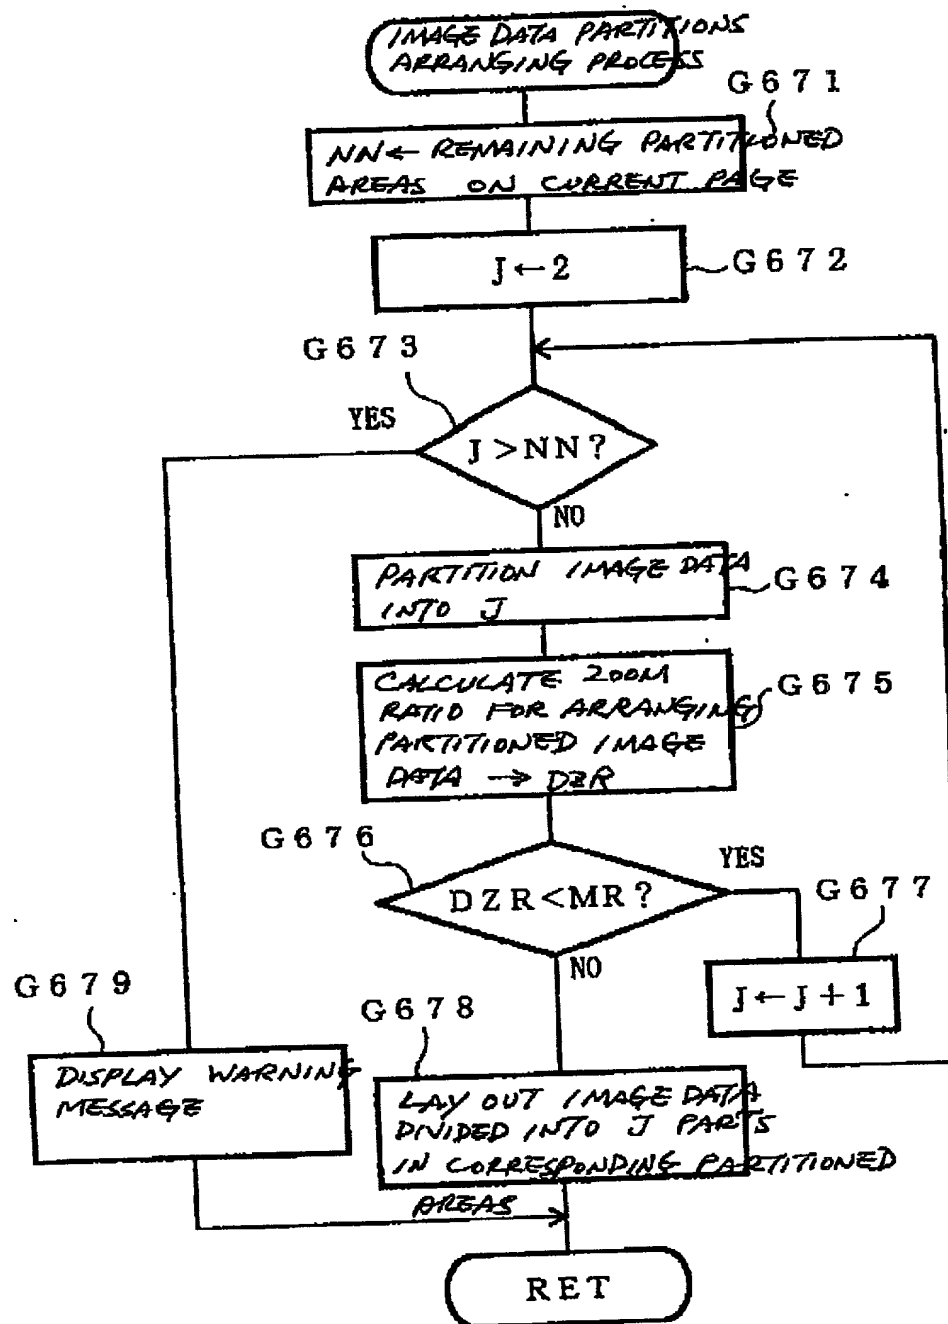 IMAGE DATA PARTITIONS
ARRANGING PROCESS
G671
NN ← REMAINING PARTITIONED
AREAS ON CURRENT PAGE
J←2
G672
G673
YES
J>NN?
NO
PARTITION IMAGE DATA
INTO J
G674
CALCULATE ZOOM
RATIO FOR ARRANGING
PARTITIONED IMAGE
DATA → DZR
G675
G676
YES
DZR<MR?
G677
NO
J←J+1
G679
G678
DISPLAY WARNING
MESSAGE
LAY OUT IMAGE DATA
DIVIDED INTO J PARTS
IN CORRESPONDING PARTITIONED
AREAS
RET